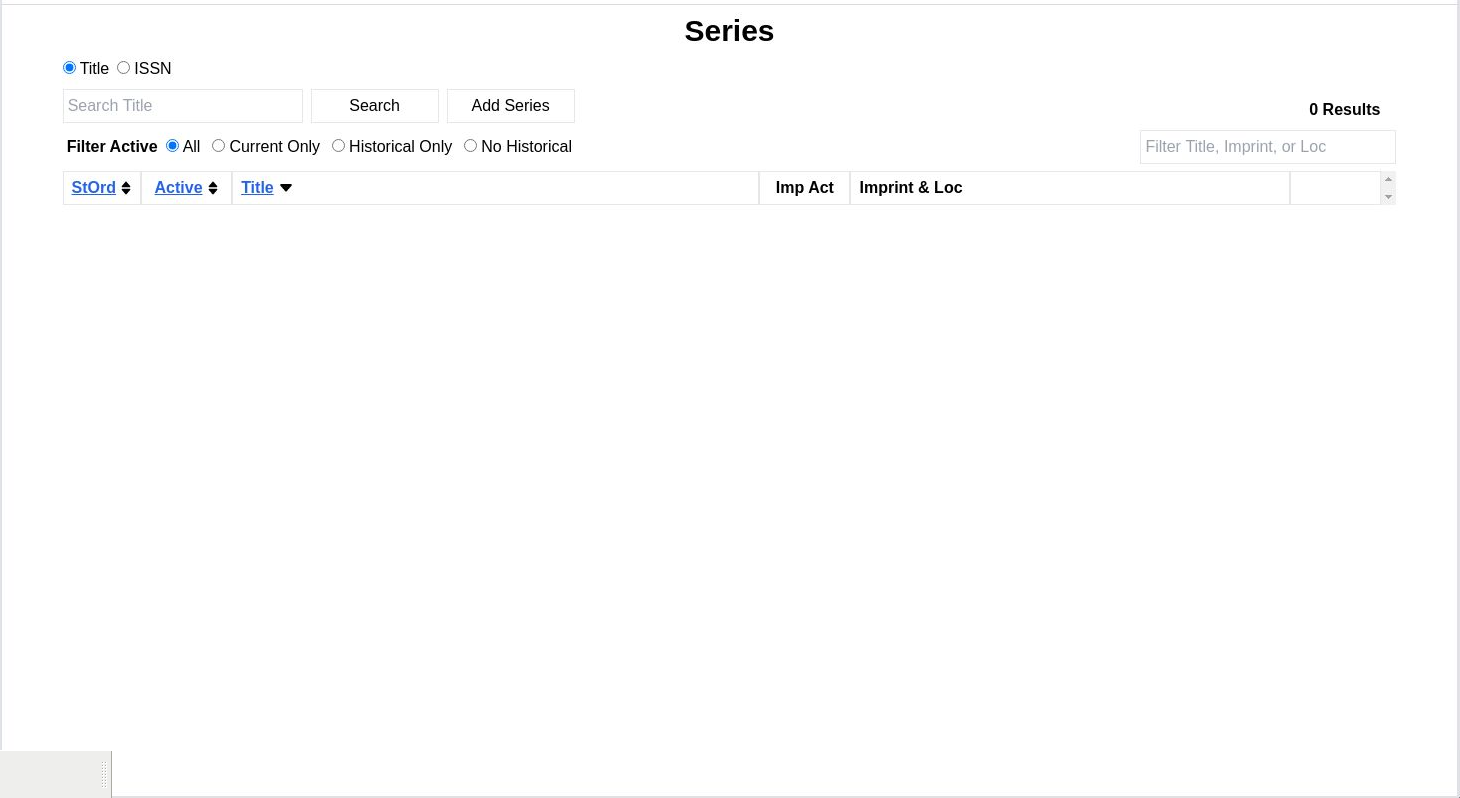 Series
Title ISSN
Search Title Search Add Series
0 Results
Filter Active All Current Only Historical Only No Historical
Filter Title, Imprint, or Loc
StOrd Active Title Imp Act Imprint & Loc